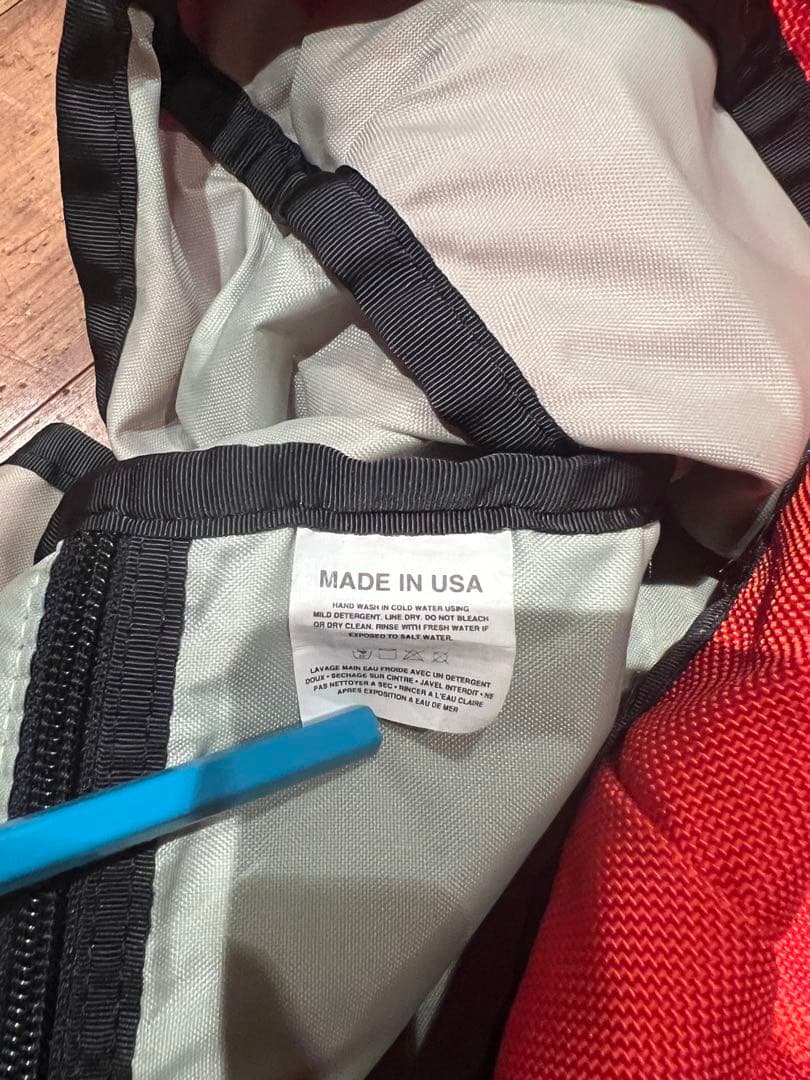 MADE IN USA
HAND WASH IN COLD WATER USING
MILD DETERGENT. LINE DRY. DO NOT BLEACH
OR DRY CLEAN. RINSE WITH FRESH WATER IF
EXPOSED TO SALT WATER.
LAVAGE MAIN EAU FROIDE AVEC UN DETERGENT
DOUX • SECHAGE SUR CINTRE • JAVEL INTERDIT • NE
PAS NETTOYER A SEC • RINCER A L'EAU CLAIRE
APRES EXPOSITION A EAU DE MER